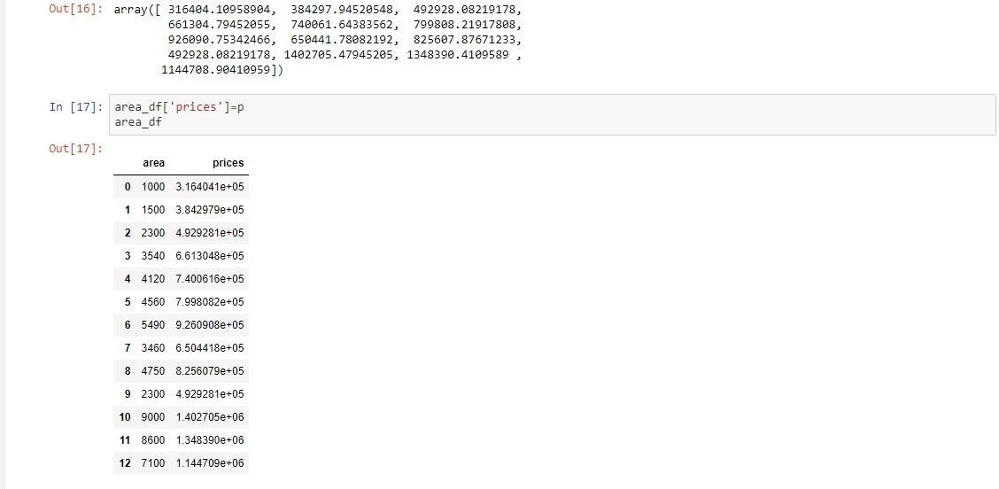 Out[16]: array([ 316404.10958904, 384297.94520548, 492928.08219178,
661304.79452055, 740061.64383562, 799808.21917808,
926090.75342466, 650441.78082192, 825607.87671233,
492928.08219178, 1402705.47945205, 1348390.4109589 ,
1144708.90410959])
In [17]: area_df['prices']=p
area_df
Out[17]:
area prices
0 1000 3.164041e+05
1 1500 3.842979e+05
2 2300 4.929281e+05
3 3540 6.613048e+05
4 4120 7.400616e+05
5 4560 7.998082e+05
6 5490 9.260908e+05
7 3460 6.504418e+05
8 4750 8.256079e+05
9 2300 4.929281e+05
10 9000 1.402705e+06
11 8600 1.348390e+06
12 7100 1.144709e+06